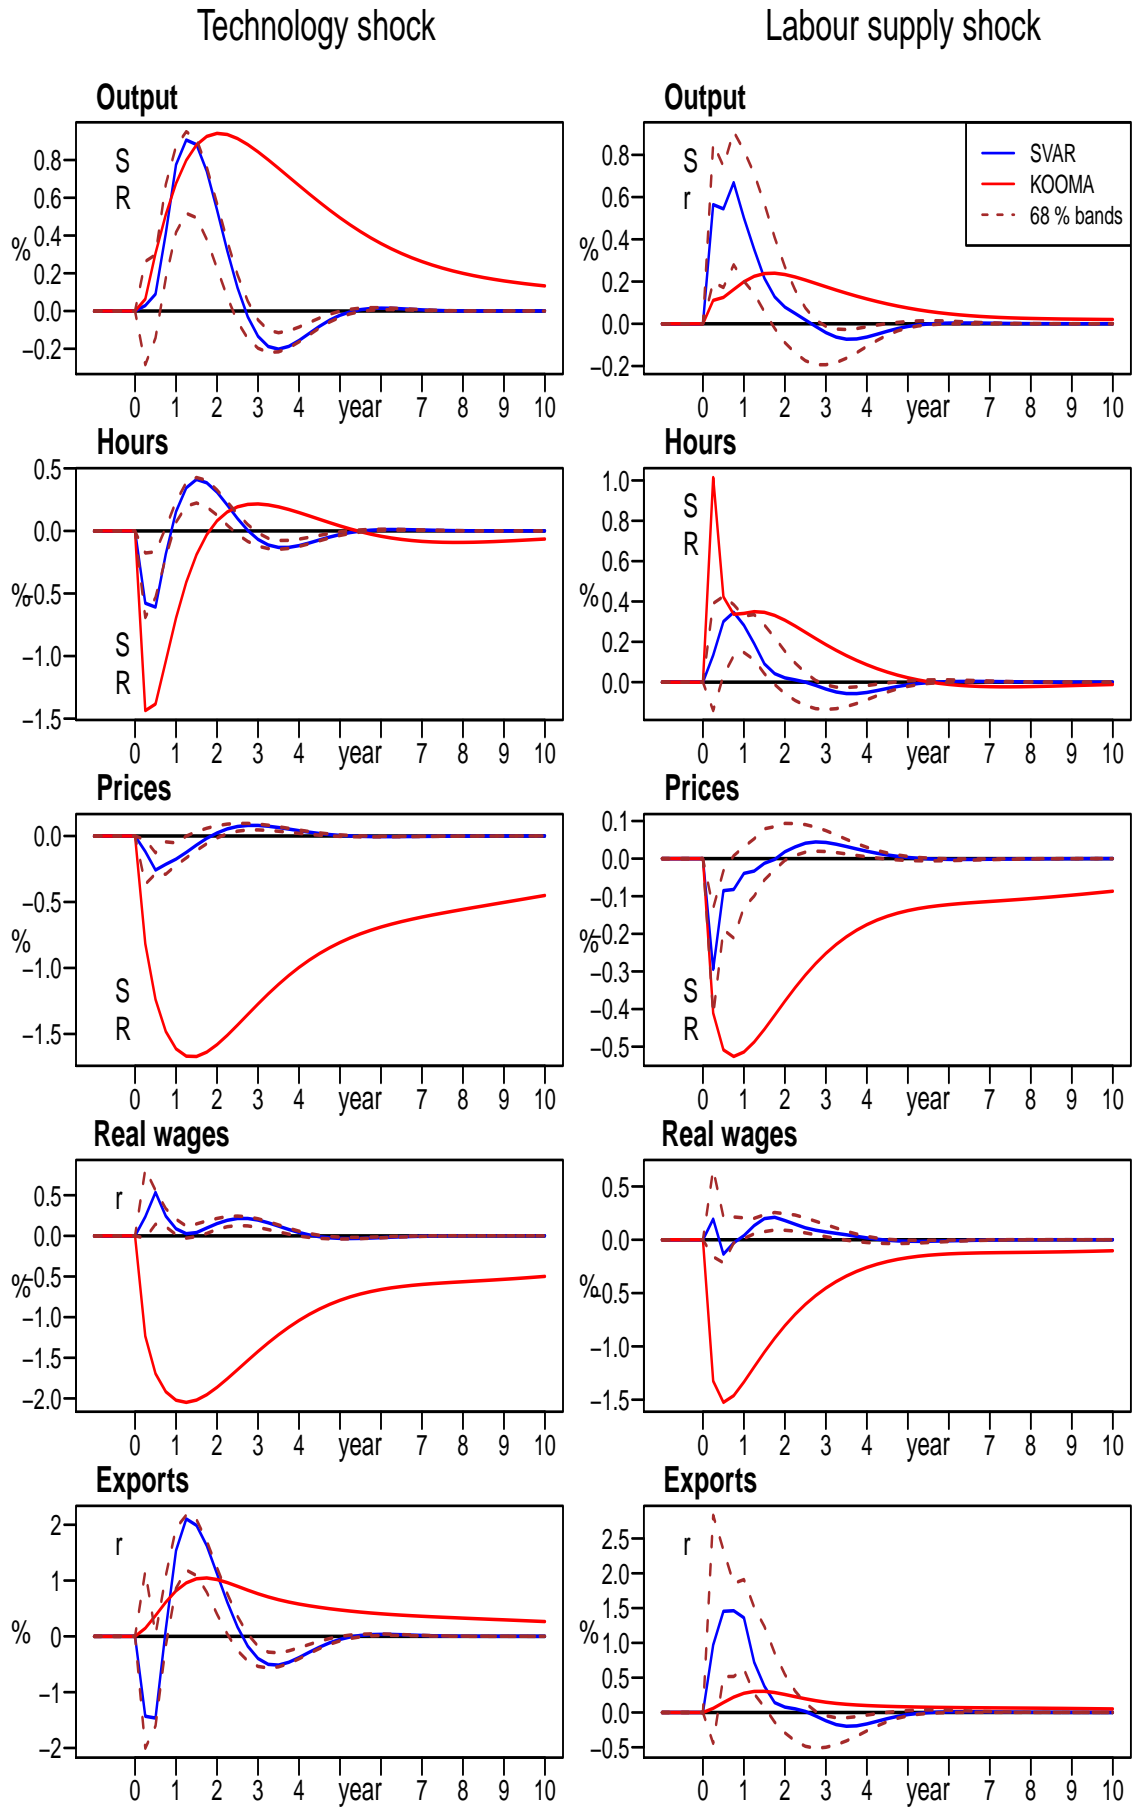 Technology shock
Labour supply shock
Output
0.8
0.6
0.4
0.2
0.0
−0.2
%
S
R
0 1 2 3 4 year 7 8 9 10
Output
0.8
0.6
0.4
0.2
0.0
−0.2
%
S
r
SVAR
KOOMA
68 % bands
0 1 2 3 4 year 7 8 9 10
Hours
0.5
0.0
−0.5
−1.0
−1.5
%
S
R
0 1 2 3 4 year 7 8 9 10
Hours
1.0
0.8
0.6
0.4
0.2
0.0
%
S
R
0 1 2 3 4 year 7 8 9 10
Prices
0.0
−0.5
−1.0
−1.5
%
S
R
0 1 2 3 4 year 7 8 9 10
Prices
0.1
0.0
−0.1
−0.2
−0.3
−0.4
−0.5
%
S
R
0 1 2 3 4 year 7 8 9 10
Real wages
0.5
0.0
−0.5
−1.0
−1.5
−2.0
%
r
0 1 2 3 4 year 7 8 9 10
Real wages
0.5
0.0
−0.5
−1.0
−1.5
%
0 1 2 3 4 year 7 8 9 10
Exports
2
1
0
−1
−2
%
r
0 1 2 3 4 year 7 8 9 10
Exports
2.5
2.0
1.5
1.0
0.5
0.0
−0.5
%
r
0 1 2 3 4 year 7 8 9 10